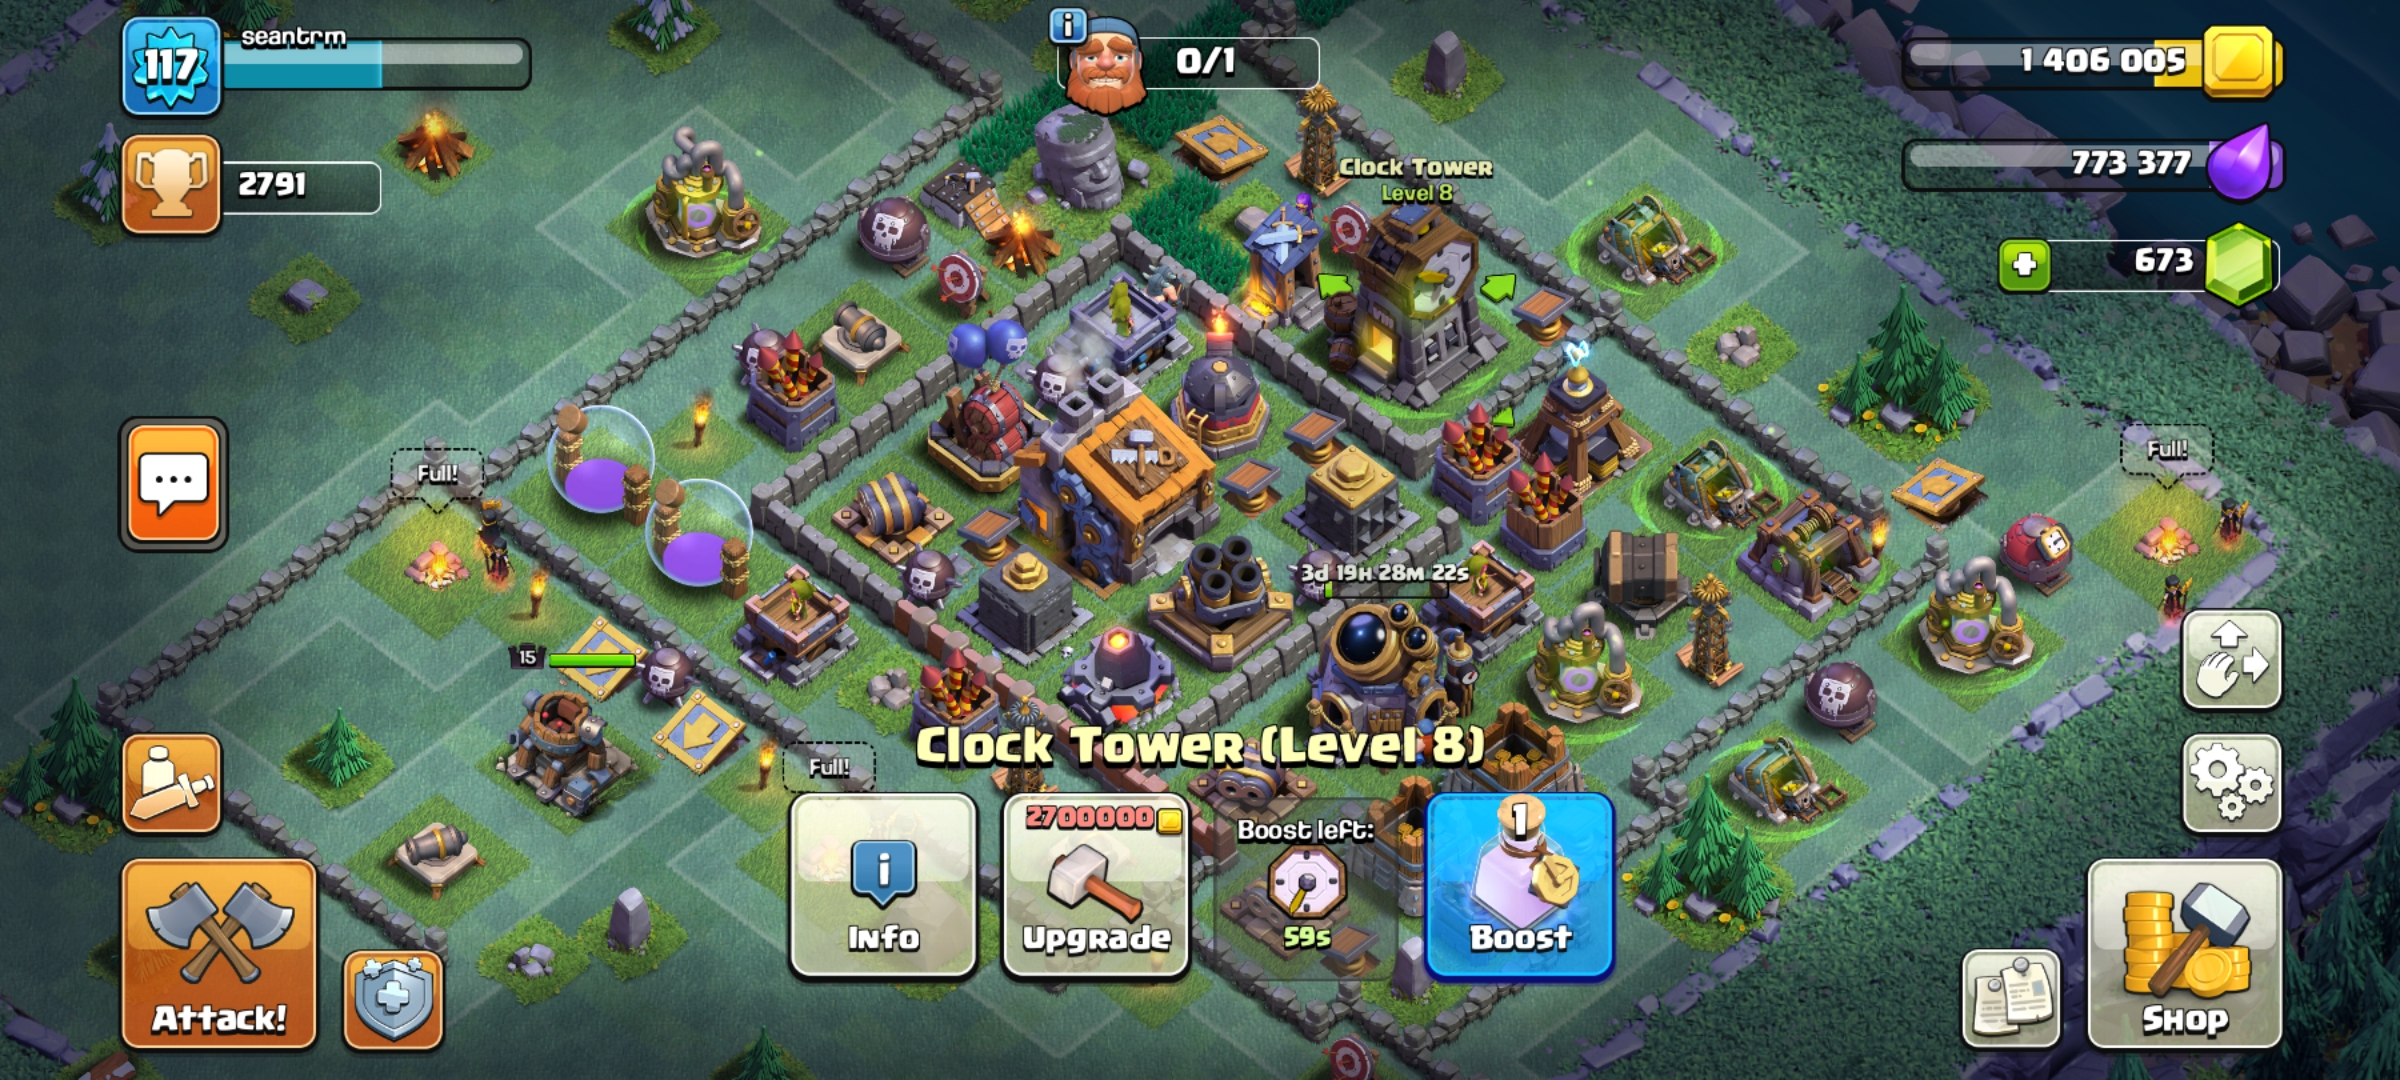 117
seantrm
0/1
1 406 005
2791
773 377
673
Clock Tower
Level 8
Full!
Full!
3d 19H 28M 22s
15
Clock Tower (Level 8)
Full!
2700000
Boost left:
1
59s
Info
Upgrade
Boost
Attack!
Shop